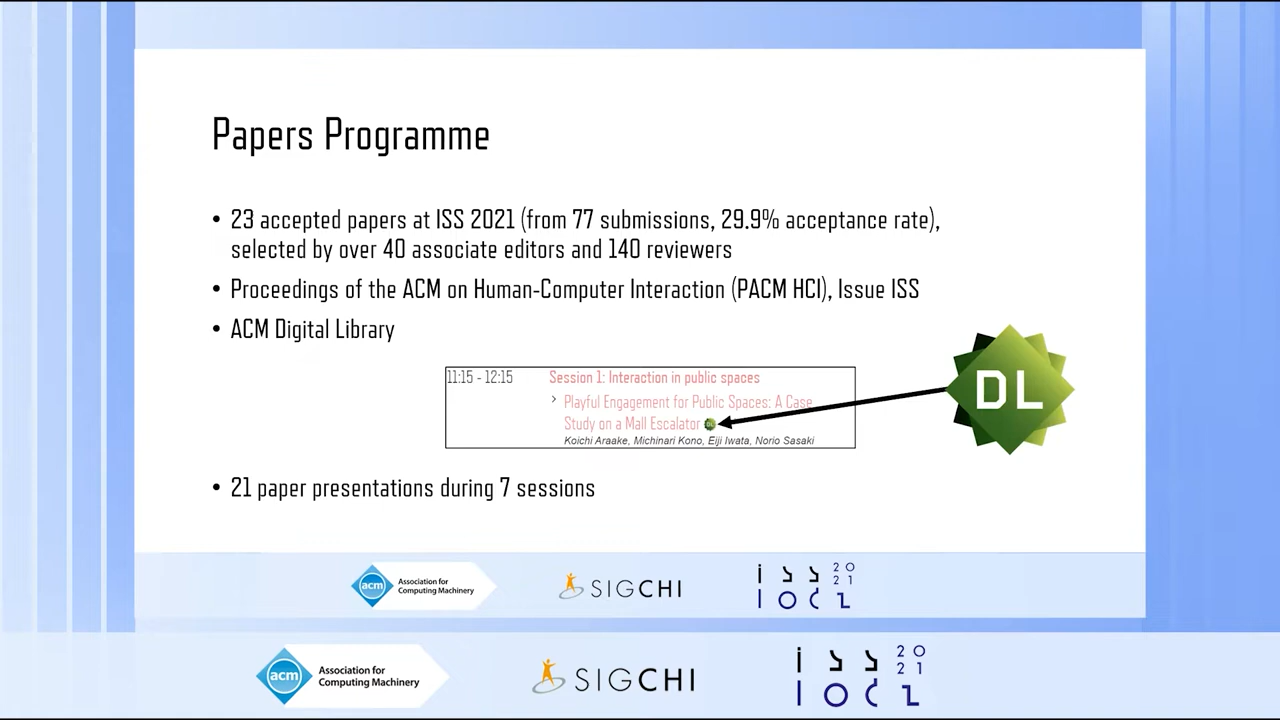 Papers Programme
• 23 accepted papers at ISS 2021 (from 77 submissions, 29.9% acceptance rate),
selected by over 40 associate editors and 140 reviewers
• Proceedings of the ACM on Human-Computer Interaction (PACM HCI), Issue ISS
• ACM Digital Library
11:15 - 12:15 Session 1: Interaction in public spaces
Playful Engagement for Public Spaces: A Case
Study on a Mall Escalator
Koichi Araake, Michinari Kono, Eiji Iwata, Norio Sasaki
DL
• 21 paper presentations during 7 sessions
acm Association for
Computing Machinery
SIGCHI
ISS 2021
acm Association for
Computing Machinery
SIGCHI
ISS 2021